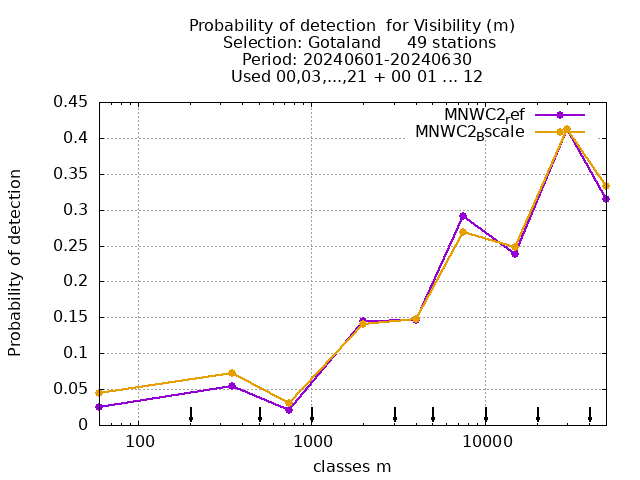 Probability of detection  for Visibility (m)
Selection: Gotaland     49 stations
Period: 20240601-20240630
Used 00,03,...,21 + 00 01 ... 12
MNWC2ref
MNWC2Bscale
0.45
0.4
0.35
0.3
0.25
0.2
0.15
0.1
0.05
0
Probability of detection
100
1000
10000
classes m